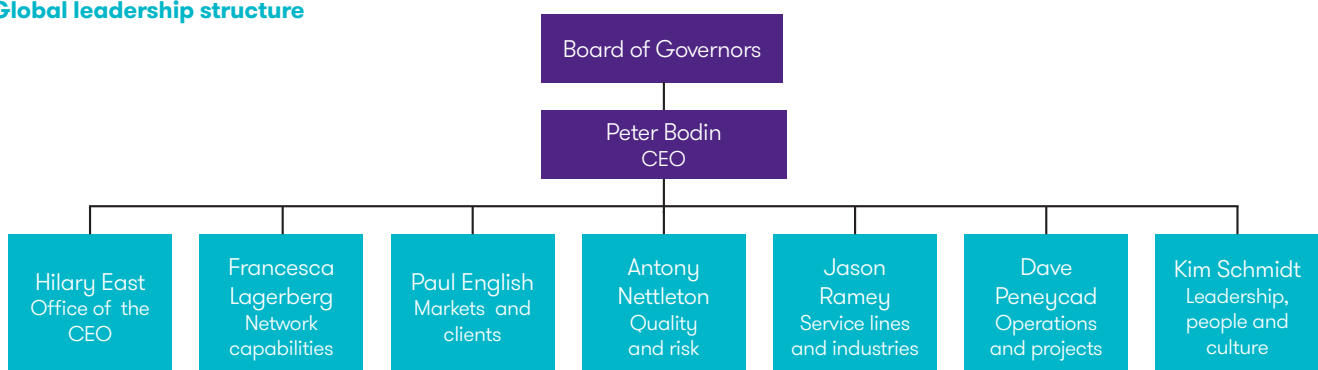 Global leadership structure
Board of Governors
Peter Bodin
CEO
Hilary East
Office of the
CEO
Francesca
Lagerberg
Network
capabilities
Paul English
Markets and
clients
Antony
Nettleton
Quality
and risk
Jason
Ramey
Service lines
and industries
Dave
Peneycad
Operations
and projects
Kim Schmidt
Leadership,
people and
culture